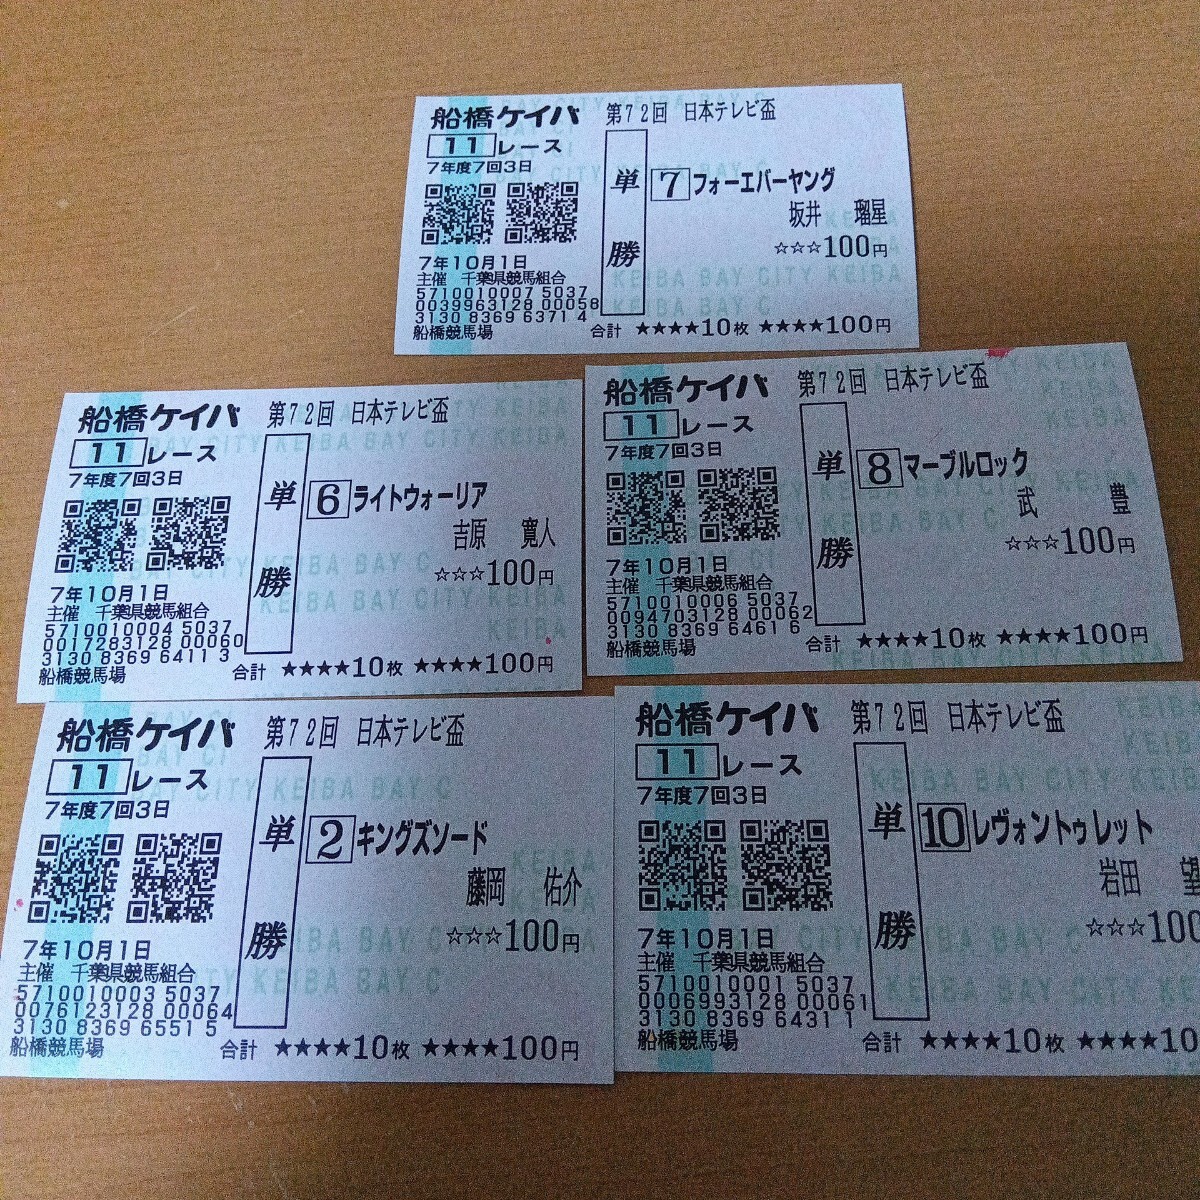 船橋ケイバ 第72回 日本テレビ盃
11 レース
7年度7回3日
単勝
7 フォーエバーヤング
坂井 瑠星
☆☆☆100円
7年10月1日
主催 千葉県競馬組合
5710010007 5037
0039963128 00058
3130 8369 6371 4
船橋競馬場
合計 ★★★★10枚 ★★★★100円
船橋ケイバ 第72回 日本テレビ盃
11 レース
7年度7回3日
単勝
6 ライトウォーリア
吉原 寛人
☆☆☆100円
7年10月1日
主催 千葉県競馬組合
5710010004 5037
0017283128 00060
3130 8369 6411 3
船橋競馬場
合計 ★★★★10枚 ★★★★100円
船橋ケイバ 第72回 日本テレビ盃
11 レース
7年度7回3日
単勝
8 マーブルロック
武 豊
☆☆☆100円
7年10月1日
主催 千葉県競馬組合
5710010006 5037
0094703128 00062
3130 8369 6461 6
船橋競馬場
合計 ★★★★10枚 ★★★★100円
船橋ケイバ 第72回 日本テレビ盃
11 レース
7年度7回3日
単勝
2 キングズソード
藤岡 佑介
☆☆☆100円
7年10月1日
主催 千葉県競馬組合
5710010003 5037
0076123128 00064
3130 8369 6551 5
船橋競馬場
合計 ★★★★10枚 ★★★★100円
船橋ケイバ 第72回 日本テレビ盃
11 レース
7年度7回3日
単勝
10 レヴォントゥレット
岩田 望
☆☆☆100
7年10月1日
主催 千葉県競馬組合
5710010001 5037
0006993128 00061
3130 8369 6431 1
船橋競馬場
合計 ★★★★10枚 ★★★★10